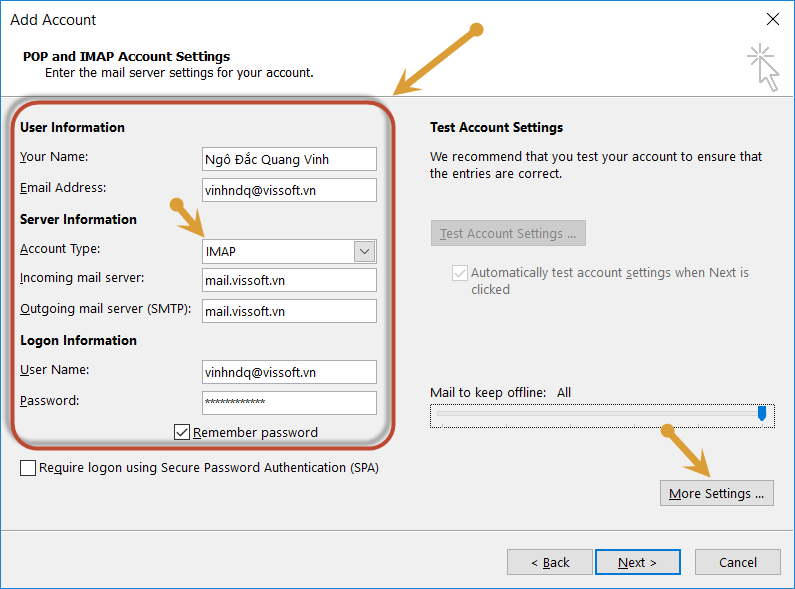 Add Account
POP and IMAP Account Settings
Enter the mail server settings for your account.
User Information
Your Name: Ngô Đắc Quang Vinh
Email Address: vinhndq@vissoft.vn
Server Information
Account Type: IMAP
Incoming mail server: mail.vissoft.vn
Outgoing mail server (SMTP): mail.vissoft.vn
Logon Information
User Name: vinhndq@vissoft.vn
Password: ************
Remember password
Require logon using Secure Password Authentication (SPA)
Test Account Settings
We recommend that you test your account to ensure that
the entries are correct.
Test Account Settings ...
Automatically test account settings when Next is
clicked
Mail to keep offline: All
More Settings ...
< Back
Next >
Cancel